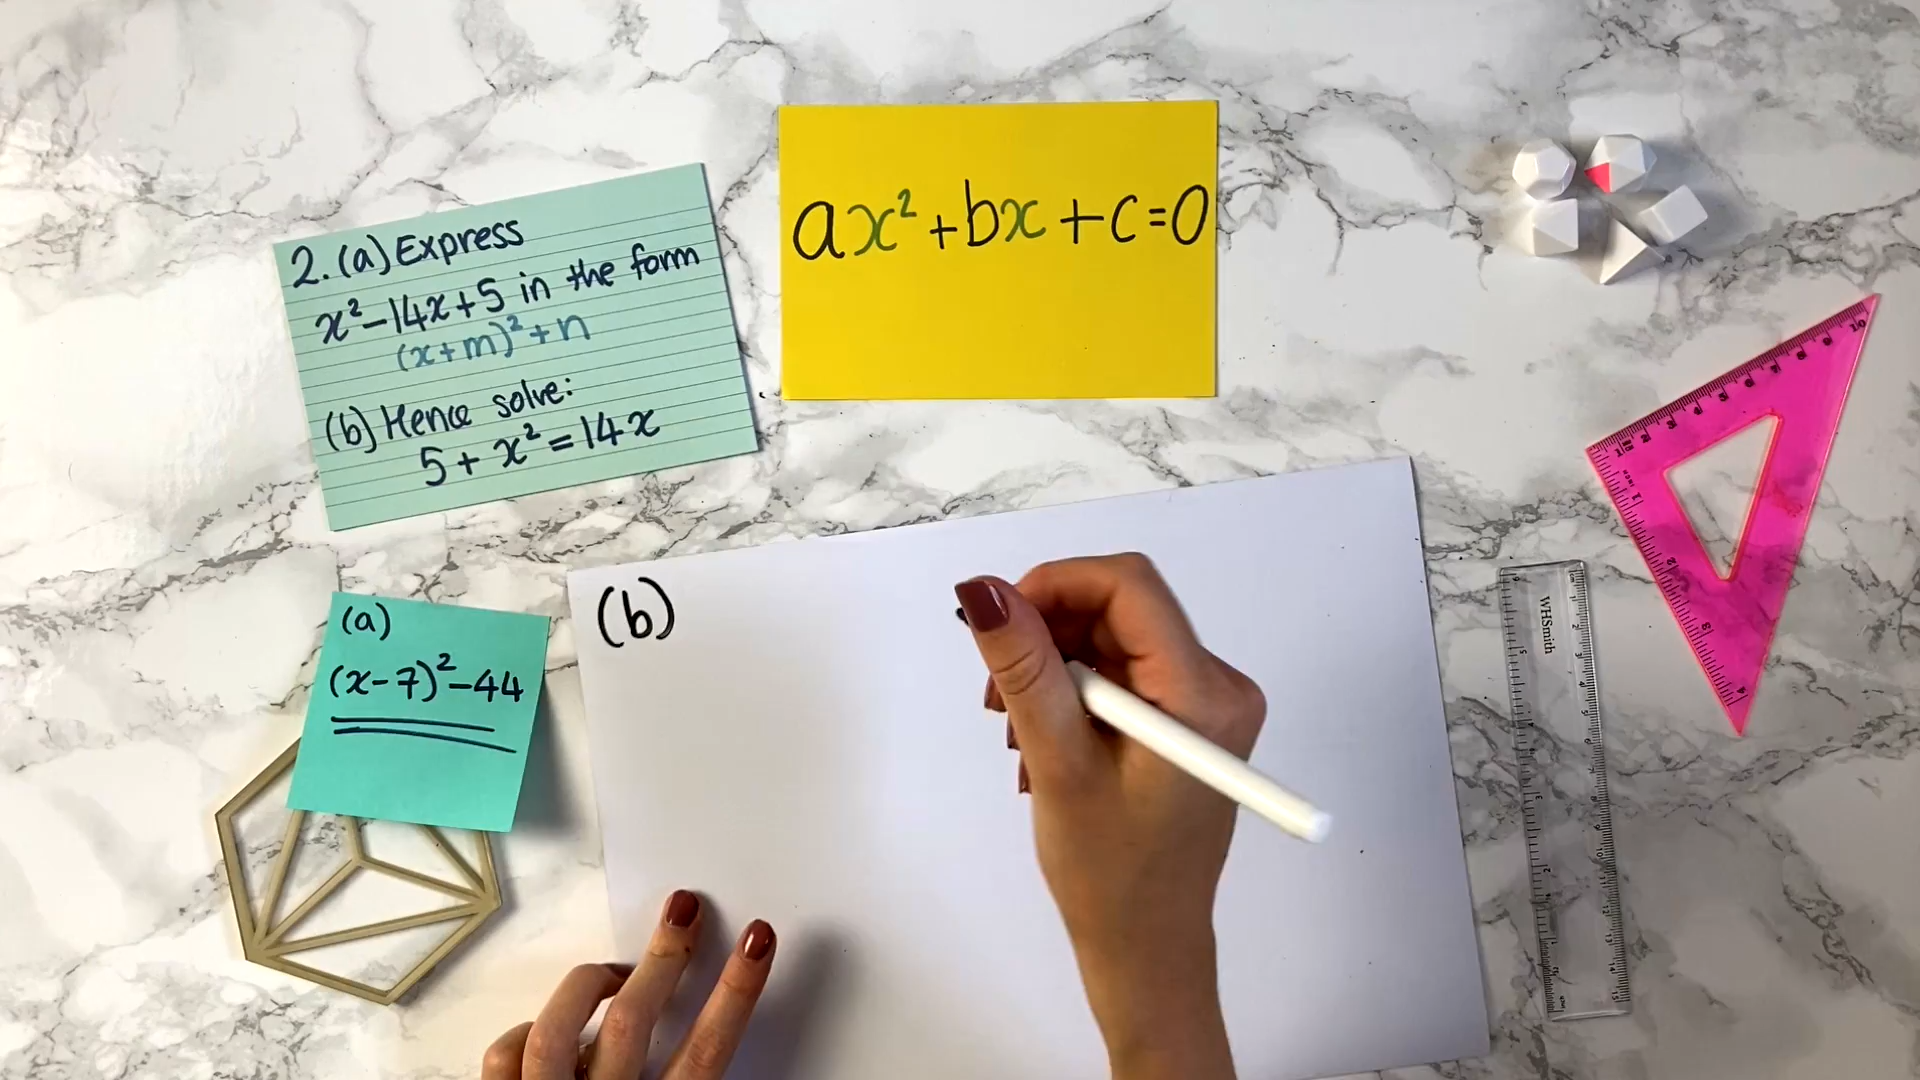 2. (a) Express
x² - 14x + 5 in the form
(x+m)² + n
(b) Hence solve:
5 + x² = 14x
ax² + bx + c = 0
(a)
(x-7)² - 44
(b)
WHSmith